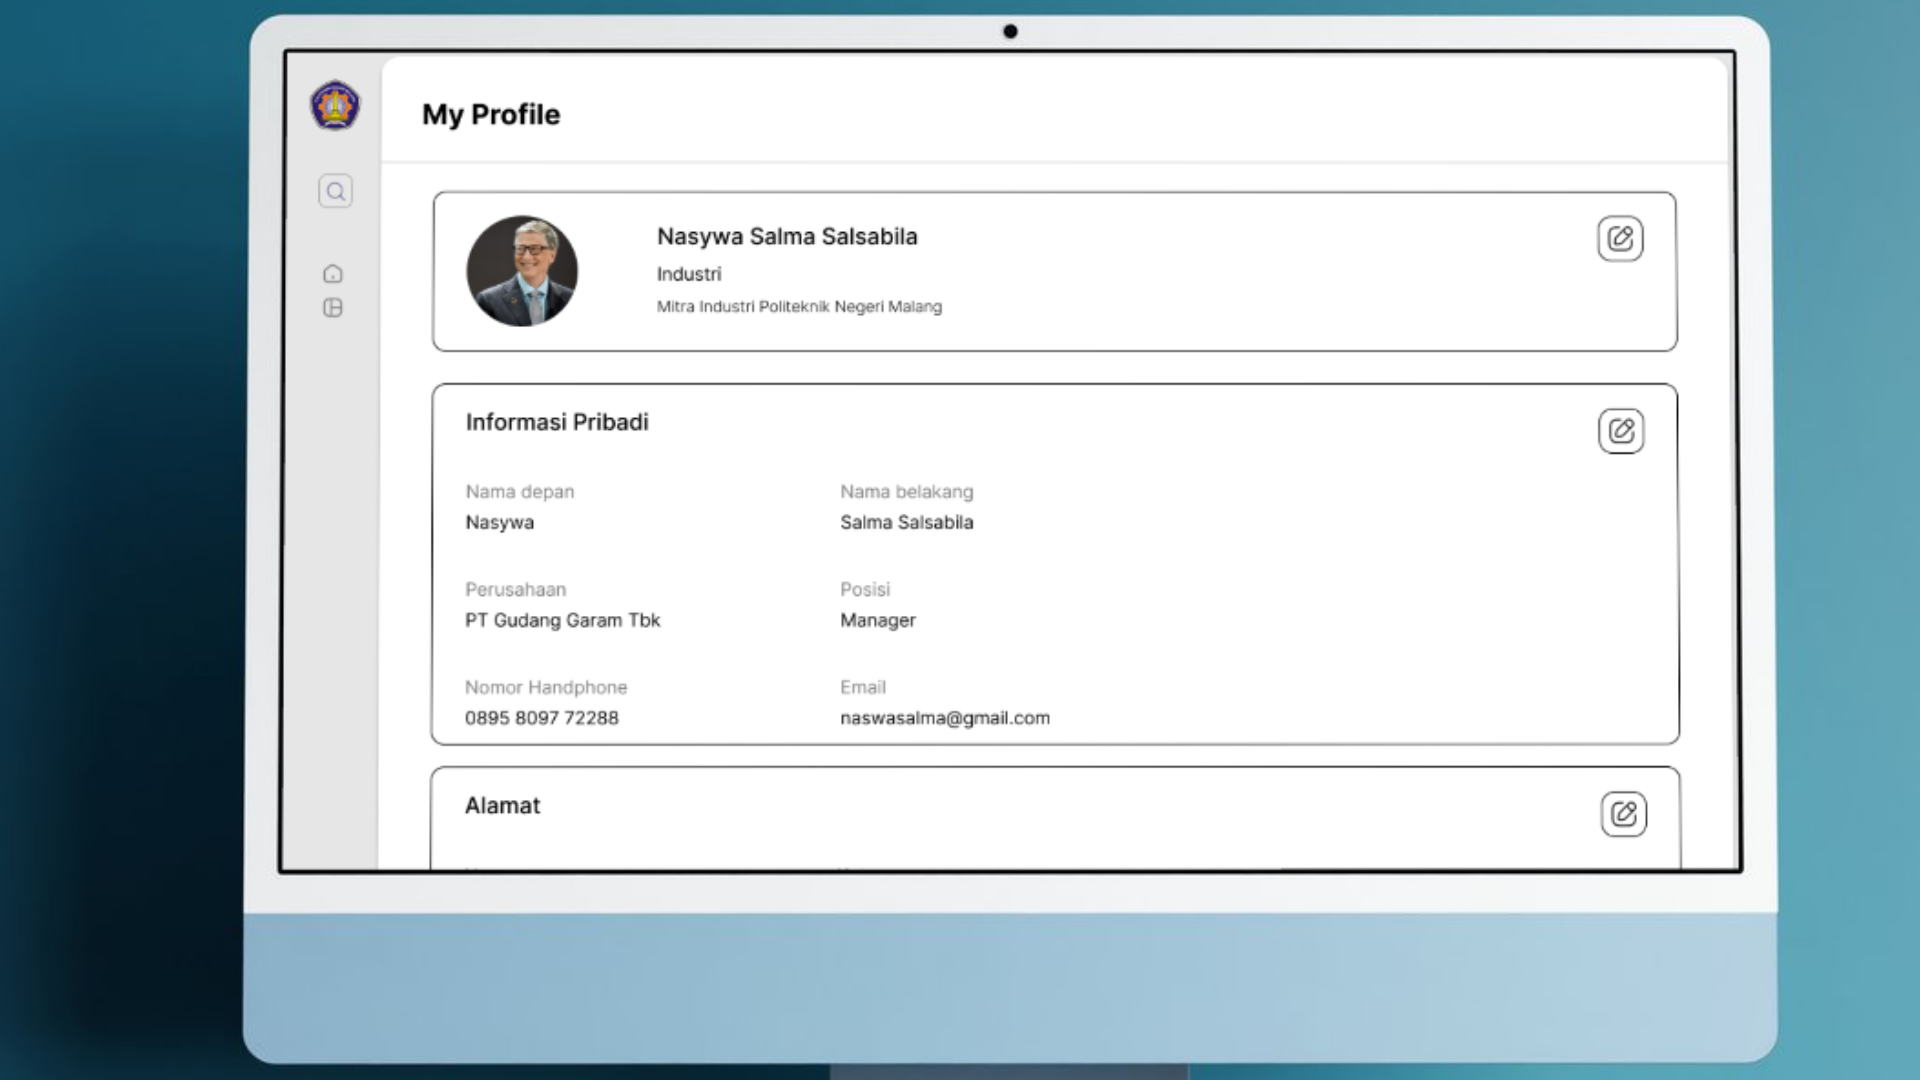 My Profile
Nasywa Salma Salsabila
Industri
Mitra Industri Politeknik Negeri Malang
Informasi Pribadi
Nama depan
Nama belakang
Nasywa
Salma Salsabila
Perusahaan
Posisi
PT Gudang Garam Tbk
Manager
Nomor Handphone
Email
0895 8097 72288
naswasalma@gmail.com
Alamat